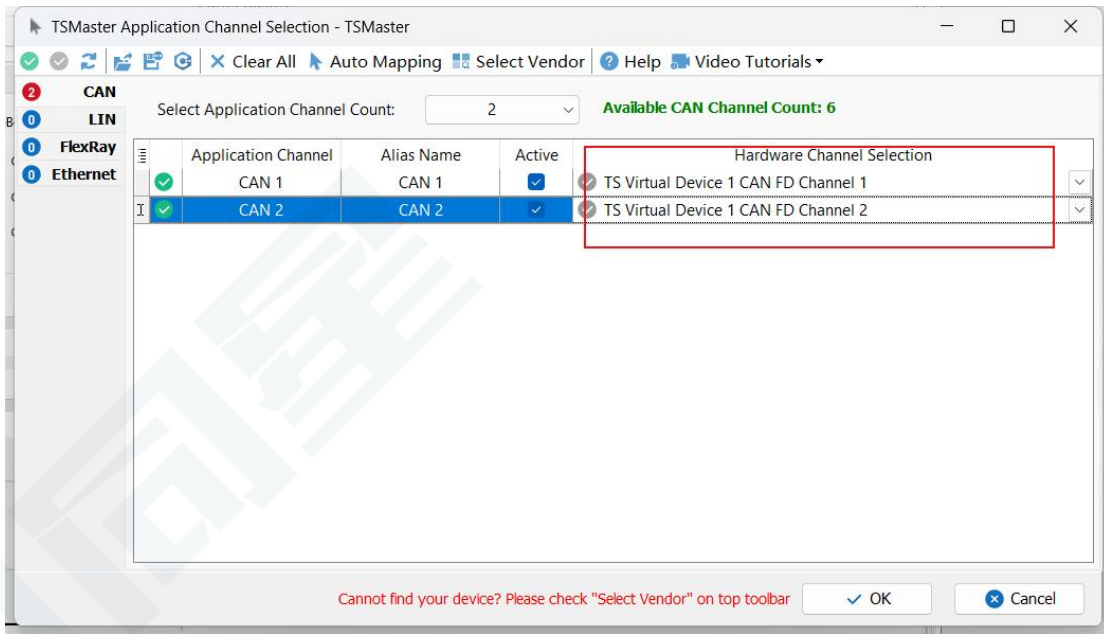 TSMaster Application Channel Selection - TSMaster
Clear All Auto Mapping Select Vendor Help Video Tutorials
2 CAN
0 LIN
0 FlexRay
0 Ethernet
Select Application Channel Count: 2 Available CAN Channel Count: 6
Application Channel Alias Name Active Hardware Channel Selection
CAN 1 CAN 1 TS Virtual Device 1 CAN FD Channel 1
CAN 2 CAN 2 TS Virtual Device 1 CAN FD Channel 2
同星
Cannot find your device? Please check "Select Vendor" on top toolbar OK Cancel